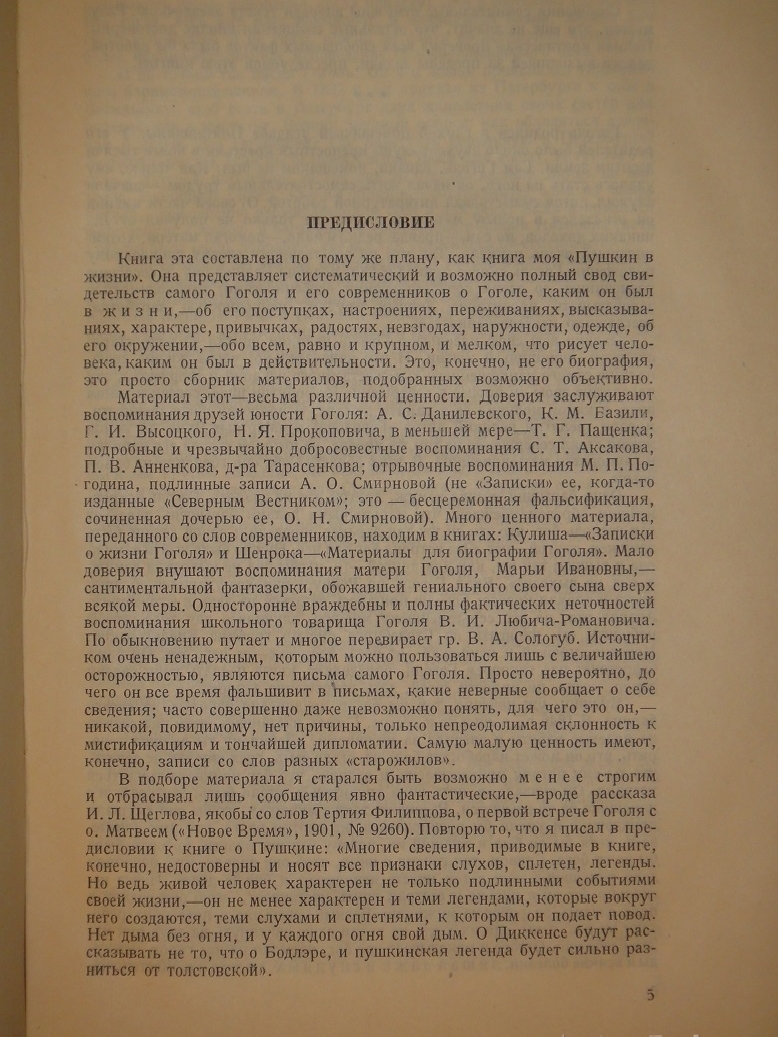 ПРЕДИСЛОВИЕ
Книга эта составлена по тому же плану, как книга моя «Пушкин в
жизни». Она представляет систематический и возможно полный свод сви-
детельств самого Гоголя и его современников о Гоголе, каким он был
в жизни,—об его поступках, настроениях, переживаниях, высказыва-
ниях, характере, привычках, радостях, невзгодах, наружности, одежде, об
его окружении,—обо всем, равно и крупном, и мелком, что рисует чело-
века, каким он был в действительности. Это, конечно, не его биография,
это просто сборник материалов, подобранных возможно объективно.
Материал этот—весьма различной ценности. Доверия заслуживают
воспоминания друзей юности Гоголя: А. С. Данилевского, К. М. Базили,
Г. И. Высоцкого, Н. Я. Прокоповича, в меньшей мере—Т. Г. Пащенка;
подробные и чрезвычайно добросовестные воспоминания С. Т. Аксакова,
П. В. Анненкова, д-ра Тарасенкова; отрывочные воспоминания М. П. По-
година, подлинные записи А. О. Смирновой (не «Записки» ее, когда-то
изданные «Северным Вестником»; это — бесцеремонная фальсификация,
сочиненная дочерью ее, О. Н. Смирновой). Много ценного материала,
переданного со слов современников, находим в книгах: Кулиша—«Записки
о жизни Гоголя» и Шенрока—«Материалы для биографии Гоголя». Мало
доверия внушают воспоминания матери Гоголя, Марьи Ивановны,—
сантиментальной фантазерки, обожавшей гениального своего сына сверх
всякой меры. Односторонне враждебны и полны фактических неточностей
воспоминания школьного товарища Гоголя В. И. Любича-Романовича.
По обыкновению путает и многое перевирает гр. В. А. Сологуб. Источни-
ком очень ненадежным, которым можно пользоваться лишь с величайшею
осторожностью, являются письма самого Гоголя. Просто невероятно, до
чего он все время фальшивит в письмах, какие неверные сообщает о себе
сведения; часто совершенно даже невозможно понять, для чего это он,—
никакой, повидимому, нет причины, только непреодолимая склонность к
мистификациям и тончайшей дипломатии. Самую малую ценность имеют,
конечно, записи со слов разных «старожилов».
В подборе материала я старался быть возможно менее строгим
и отбрасывал лишь сообщения явно фантастические,—вроде рассказа
И. Л. Щеглова, якобы со слов Тертия Филиппова, о первой встрече Гоголя с
о. Матвеем («Новое Время», 1901, № 9260). Повторю то, что я писал в пре-
дисловии к книге о Пушкине: «Многие сведения, приводимые в книге,
конечно, недостоверны и носят все признаки слухов, сплетен, легенды.
Но ведь живой человек характерен не только подлинными событиями
своей жизни,—он не менее характерен и теми легендами, которые вокруг
него создаются, теми слухами и сплетнями, к которым он подает повод.
Нет дыма без огня, и у каждого огня свой дым. О Диккенсе будут рас-
сказывать не то, что о Бодлэре, и пушкинская легенда будет сильно раз-
ниться от толстовской».
5